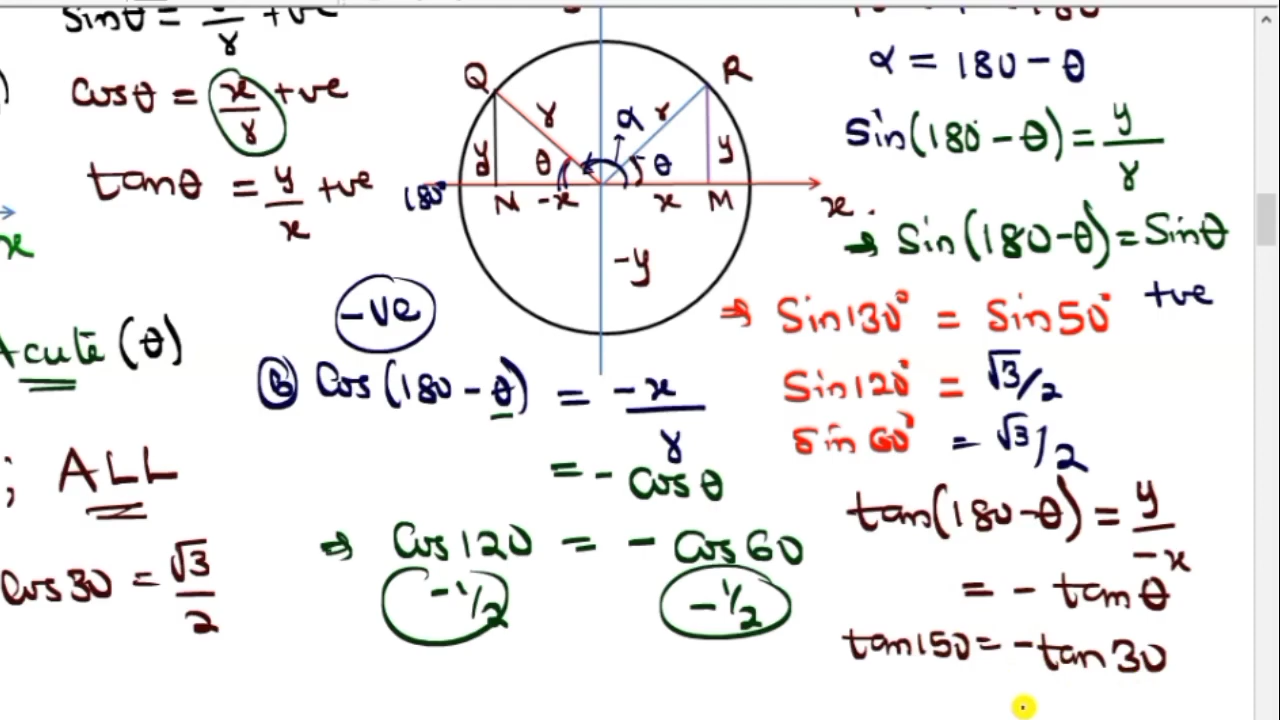 sinθ = y/r +ve
cosθ = x/r +ve
tanθ = y/x +ve
x
Acute (θ)
; ALL
Cos30 = √3/2
Q
R
r
α
r
y
θ
θ
y
180°
N
-x
x
M
x
-y
-ve
(b) Cos(180 - θ) = -x/r
= - Cosθ
⇒ Cos120 = - Cos60
-1/2
-1/2
α = 180 - θ
Sin(180 - θ) = y/r
⇒ Sin(180-θ) = Sinθ
+ve
⇒ Sin130° = Sin50°
Sin120° = √3/2
Sin60° = √3/2
tan(180-θ) = y/-x
= - tanθ
tan150 = -tan30